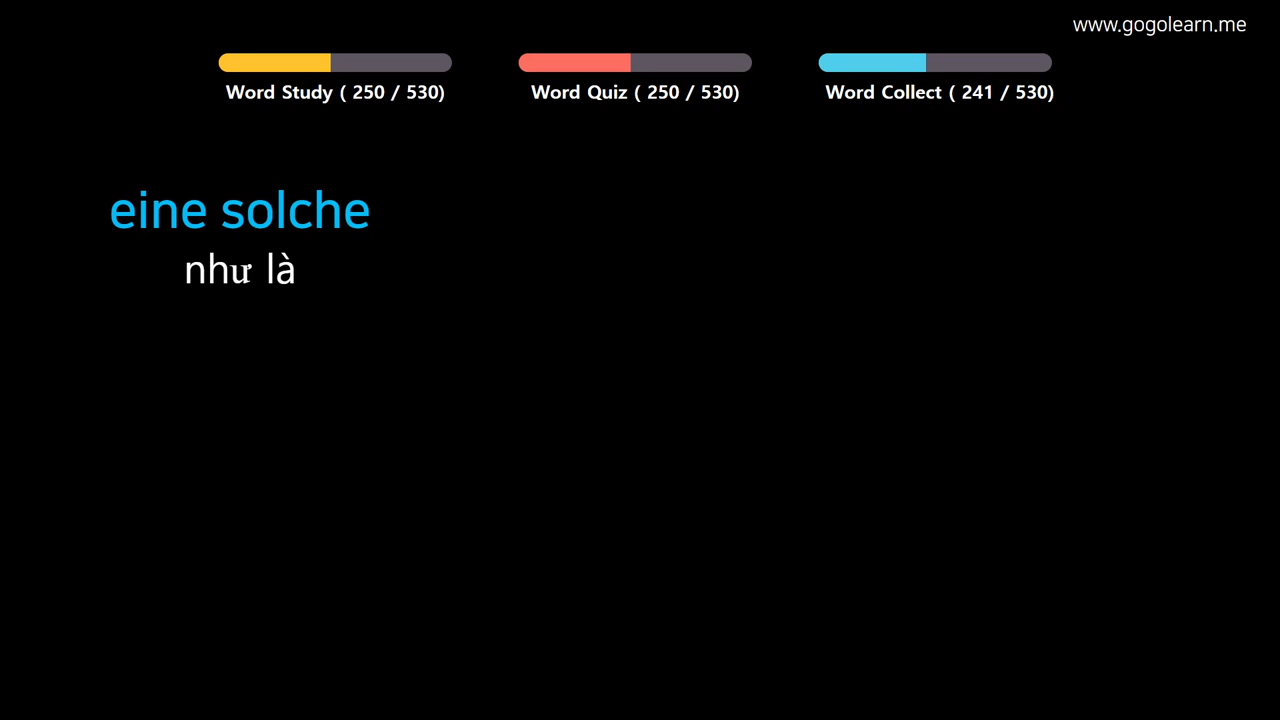 www.gogolearn.me
Word Study ( 250 / 530)
Word Quiz ( 250 / 530)
Word Collect ( 241 / 530)
eine solche
như là